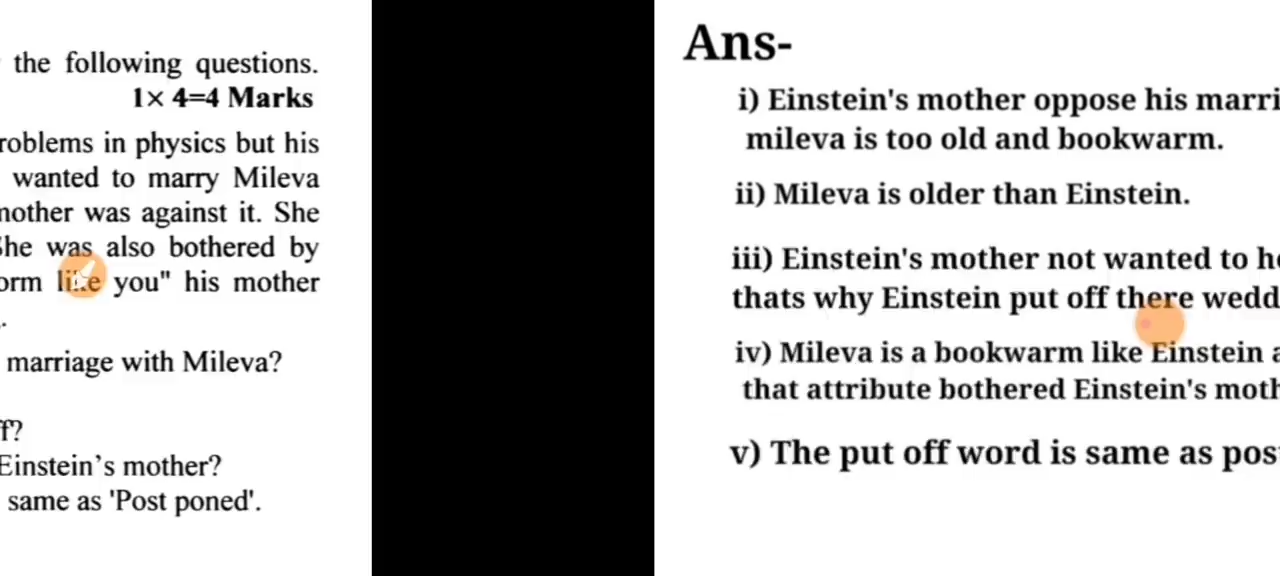 the following questions.
1× 4=4 Marks
roblems in physics but his
wanted to marry Mileva
nother was against it. She
he was also bothered by
orm like you" his mother
marriage with Mileva?
f?
Einstein’s mother?
same as 'Post poned'.
Ans-
i) Einstein's mother oppose his marri
mileva is too old and bookwarm.
ii) Mileva is older than Einstein.
iii) Einstein's mother not wanted to h
thats why Einstein put off there wedd
iv) Mileva is a bookwarm like Einstein a
that attribute bothered Einstein's moth
v) The put off word is same as pos